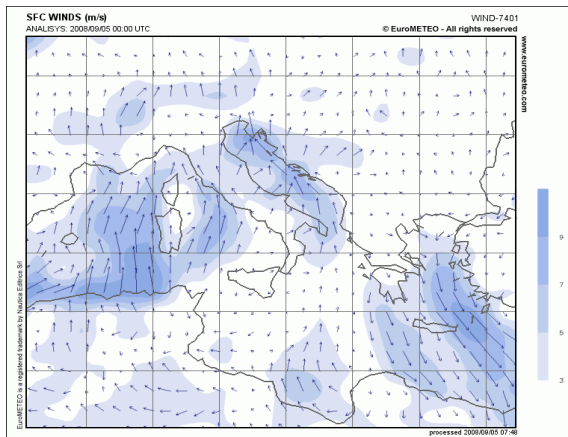 SFC WINDS (m/s)
WIND-7401
ANALISYS: 2008/09/05 00:00 UTC
© EuroMETEO - All rights reserved
www.eurometeo.com
9
7
5
3
EuroMETEO is a registered trademark by Nautica Editrice Srl
processed 2008/09/05 07:48